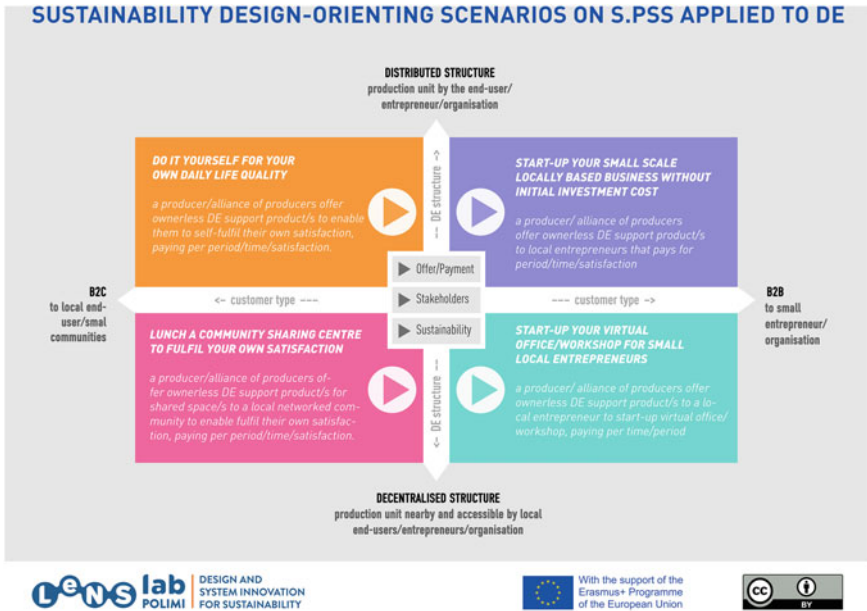 SUSTAINABILITY DESIGN-ORIENTING SCENARIOS ON S.PSS APPLIED TO DE
DISTRIBUTED STRUCTURE
production unit by the end-user/
entrepreneur/organisation
DO IT YOURSELF FOR YOUR
OWN DAILY LIFE QUALITY
a producer/alliance of producers offer
ownerless DE support product/s to enable
them to self-fulfil their own satisfaction,
paying per period/time/satisfaction.
--- DE structure ->
START-UP YOUR SMALL SCALE
LOCALLY BASED BUSINESS WITHOUT
INITIAL INVESTMENT COST
a producer/ alliance of producers
offer ownerless DE support product/s
to local entrepreneurs that pays for
period/time/satisfaction
B2C
to local end-
user/smal
communities
<- customer type ---
Offer/Payment
Stakeholders
Sustainability
--- customer type ->
B2B
to small
entrepreneur/
organisation
LUNCH A COMMUNITY SHARING CENTRE
TO FULFIL YOUR OWN SATISFACTION
a producer/alliance of producers of-
fer ownerless DE support product/s for
shared space/s to a local networked com-
munity to enable fulfil their own satisfac-
tion, paying per period/time/satisfaction.
<- DE structure --
START-UP YOUR VIRTUAL
OFFICE/WORKSHOP FOR SMALL
LOCAL ENTREPRENEURS
a producer/ alliance of producers offer
ownerless DE support product/s to a lo-
cal entrepreneur to start-up virtual office/
workshop, paying per time/period
DECENTRALISED STRUCTURE
production unit nearby and accessible by local
end-users/entrepreneurs/organisation
LeNS lab
POLIMI
DESIGN AND
SYSTEM INNOVATION
FOR SUSTAINABILITY
With the support of the
Erasmus+ Programme
of the European Union
CC
BY